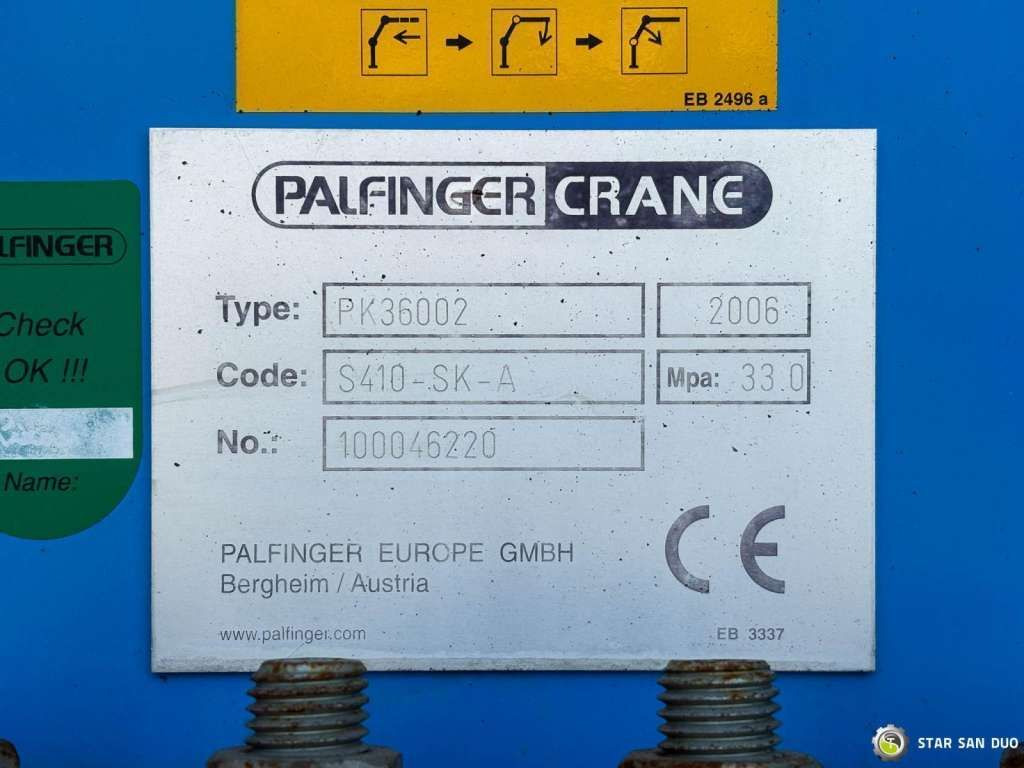 EB 2496 a
PALFINGER CRANE
Type: PK36002 2006
Code: S410-SK-A Mpa: 33.0
No.: 100046220
PALFINGER EUROPE GMBH
Bergheim / Austria
CE
www.palfinger.com EB 3337
LFINGER
Check
OK !!!
Name:
STAR SAN DUO